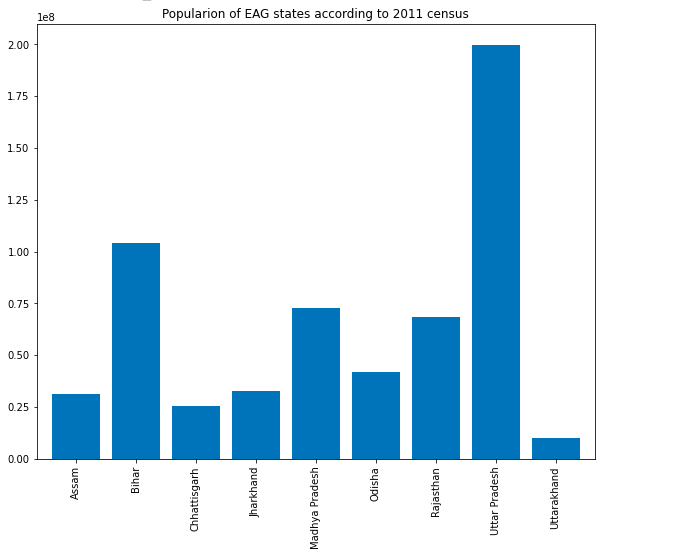 Popularion of EAG states according to 2011 census
1e8
2.00
1.75
1.50
1.25
1.00
0.75
0.50
0.25
0.00
Assam
Bihar
Chhattisgarh
Jharkhand
Madhya Pradesh
Odisha
Rajasthan
Uttar Pradesh
Uttarakhand